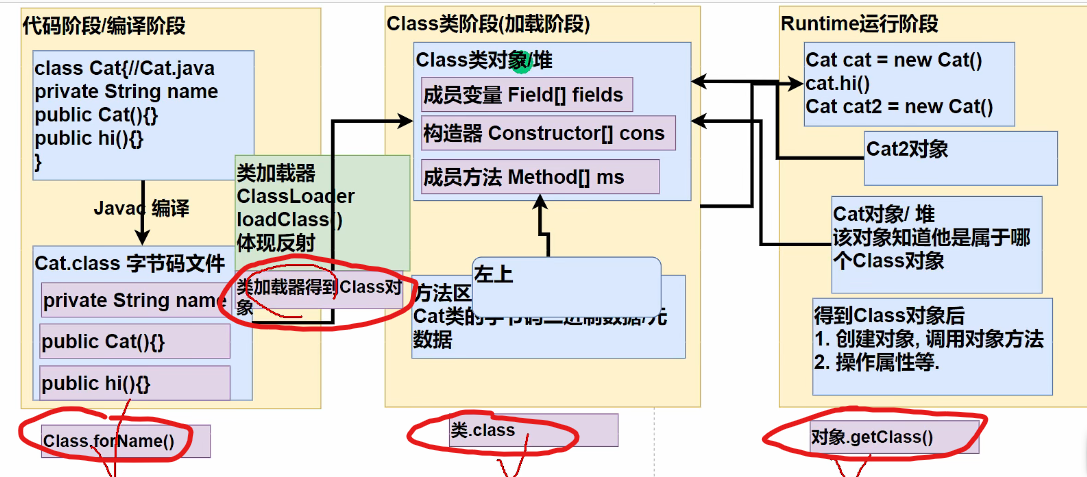 代码阶段/编译阶段
class Cat{//Cat.java
private String name
public Cat(){}
public hi(){}
}
Javac 编译
Cat.class 字节码文件
private String name
public Cat(){}
public hi(){}
Class.forName()
类加载器
ClassLoader
loadClass()
体现反射
类加载器得到Class对
象
Class类阶段(加载阶段)
Class类对象/堆
成员变量 Field[] fields
构造器 Constructor[] cons
成员方法 Method[] ms
左上
方法区
Cat类的字节码二进制数据/元
数据
类.class
Runtime运行阶段
Cat cat = new Cat()
cat.hi()
Cat cat2 = new Cat()
Cat2对象
Cat对象/ 堆
该对象知道他是属于哪
个Class对象
得到Class对象后
1. 创建对象, 调用对象方法
2. 操作属性等.
对象.getClass()